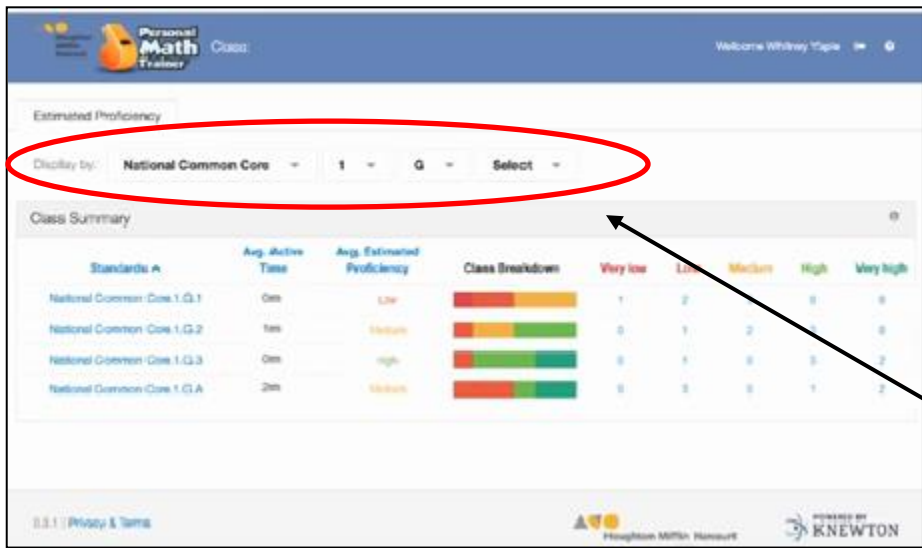 Personal
Math
Trainer
Class:
Welcome Whitney
Estimated Proficiency
Display by: National Common Core 1 G Select
Class Summary
Standards Avg. Active Time Avg. Estimated Proficiency Class Breakdown Very low Low Medium High Very high
National Common Core.1.G.1 0m Low 1 2 0 0
National Common Core.1.G.2 1m Medium 0 1 2 3 0
National Common Core.1.G.3 0m High 0 1 0 3 2
National Common Core.1.G.A 2m Medium 0 3 0 1 2
Privacy & Terms
Houghton Mifflin Harcourt
POWERED BY
KNEWTON